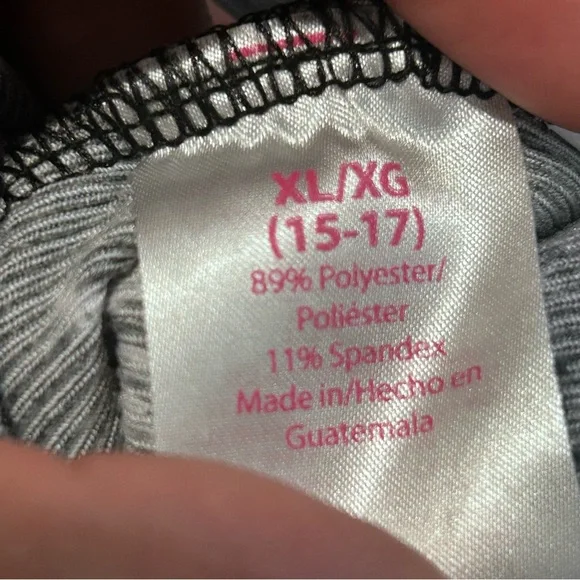 XL/XG
(15-17)
89% Polyester/
Poliéster
11% Spandex
Made in/Hecho en
Guatemala